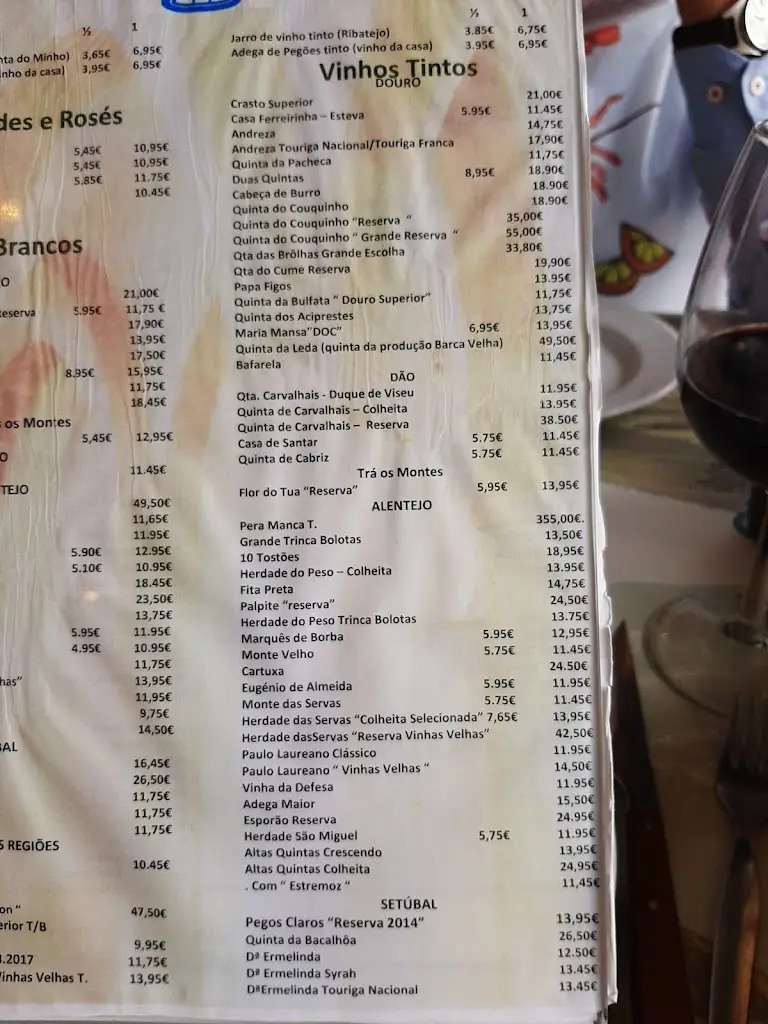 ½ 1
nta do Minho) 3,65€ 6,95€
inho da casa) 3,95€ 6.95€
des e Rosés
5,45€ 10,95€
5,45€ 10,95€
5.85€ 11.75€
10.45€
Brancos
O
21,00€
eserva 5.95€ 11,75 €
17,90€
13,95€
17,50€
8.95€ 15,95€
11,75€
18,45€
s os Montes
5,45€ 12,95€
O
11.45€
TEJO
49,50€
11,65€
11.95€
5.90€ 12.95€
5.10€ 10.95€
18.45€
23,50€
13,75€
5.95€ 11.95€
4.95€ 10.95€
11,75€
has" 13,95€
11,95€
9,75€
14,50€
AL
16,45€
26,50€
11,75€
11,75€
11,75€
S REGIÕES
10.45€
on " 47,50€
erior T/B
9,95€
.2017 11,75€
inhas Velhas T. 13,95€
½ 1
Jarro de vinho tinto (Ribatejo) 3.85€ 6,75€
Adega de Pegões tinto (vinho da casa) 3.95€ 6,95€
Vinhos Tintos
DOURO
Crasto Superior 21,00€
Casa Ferreirinha – Esteva 5.95€ 11.45€
Andreza 14,75€
Andreza Touriga Nacional/Touriga Franca 17,90€
Quinta da Pacheca 11,75€
Duas Quintas 8,95€ 18.90€
Cabeça de Burro 18.90€
Quinta do Couquinho 18.90€
Quinta do Couquinho "Reserva " 35,00€
Quinta do Couquinho " Grande Reserva " 55,00€
Qta das Brôlhas Grande Escolha 33,80€
Qta do Cume Reserva 19,90€
Papa Figos 13.95€
Quinta da Bulfata " Douro Superior" 11,75€
Quinta dos Aciprestes 13,75€
Maria Mansa"DOC" 6,95€ 13,95€
Quinta da Leda (quinta da produção Barca Velha) 49,50€
Bafarela 11,45€
DÃO
Qta. Carvalhais - Duque de Viseu 11.95€
Quinta de Carvalhais – Colheita 13.95€
Quinta de Carvalhais – Reserva 38.50€
Casa de Santar 5.75€ 11.45€
Quinta de Cabriz 5.75€ 11.45€
Trá os Montes
Flor do Tua "Reserva" 5,95€ 13,95€
ALENTEJO
Pera Manca T. 355,00€.
Grande Trinca Bolotas 13,50€
10 Tostões 18,95€
Herdade do Peso – Colheita 13.95€
Fita Preta 14,75€
Palpite "reserva" 24,50€
Herdade do Peso Trinca Bolotas 13.75€
Marquês de Borba 5.95€ 12,95€
Monte Velho 5.75€ 11.45€
Cartuxa 24.50€
Eugénio de Almeida 5.95€ 11.95€
Monte das Servas 5.75€ 11.45€
Herdade das Servas "Colheita Selecionada" 7,65€ 13,95€
Herdade dasServas "Reserva Vinhas Velhas" 42,50€
Paulo Laureano Clássico 11.95€
Paulo Laureano " Vinhas Velhas " 14,50€
Vinha da Defesa 11.95€
Adega Maior 15,50€
Esporão Reserva 24.95€
Herdade São Miguel 5,75€ 11.95€
Altas Quintas Crescendo 13,95€
Altas Quintas Colheita 24,95€
. Com " Estremoz " 11,45€
SETÚBAL
Pegos Claros "Reserva 2014" 13,95€
Quinta da Bacalhôa 26,50€
Dª Ermelinda 12.50€
Dª Ermelinda Syrah 13.45€
DªErmelinda Touriga Nacional 13.45€